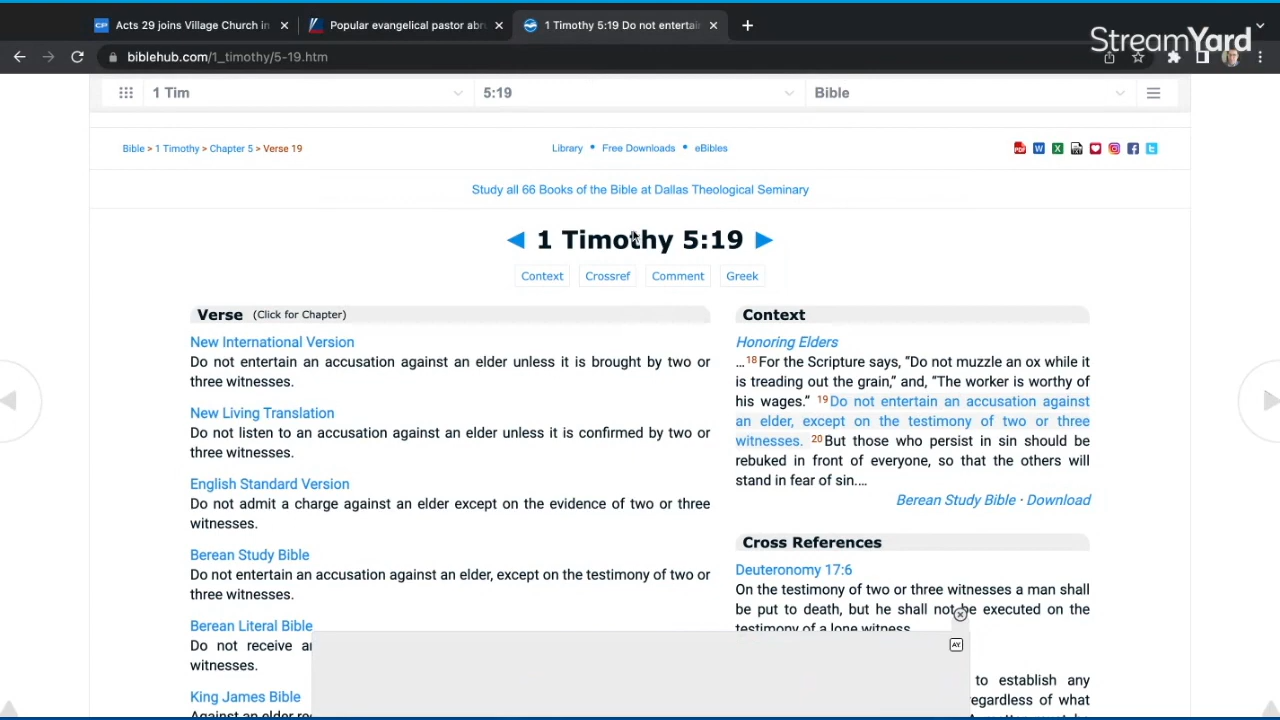 Acts 29 joins Village Church in
Popular evangelical pastor abr
1 Timothy 5:19 Do not entertai
StreamYard
biblehub.com/1_timothy/5-19.htm
1 Tim
5:19
Bible
Bible > 1 Timothy > Chapter 5 > Verse 19
Library • Free Downloads • eBibles
Study all 66 Books of the Bible at Dallas Theological Seminary
◄ 1 Timothy 5:19 ►
Context Crossref Comment Greek
Verse (Click for Chapter)
New International Version
Do not entertain an accusation against an elder unless it is brought by two or
three witnesses.
New Living Translation
Do not listen to an accusation against an elder unless it is confirmed by two or
three witnesses.
English Standard Version
Do not admit a charge against an elder except on the evidence of two or three
witnesses.
Berean Study Bible
Do not entertain an accusation against an elder, except on the testimony of two or
three witnesses.
Berean Literal Bible
Do not receive
witnesses.
King James Bible
Against an elder
Context
Honoring Elders
…18For the Scripture says, “Do not muzzle an ox while it
is treading out the grain,” and, “The worker is worthy of
his wages.” 19Do not entertain an accusation against
an elder, except on the testimony of two or three
witnesses. 20But those who persist in sin should be
rebuked in front of everyone, so that the others will
stand in fear of sin.…
Berean Study Bible · Download
Cross References
Deuteronomy 17:6
On the testimony of two or three witnesses a man shall
be put to death, but he shall not be executed on the
testimony of a lone witness.
to establish any
regardless of what